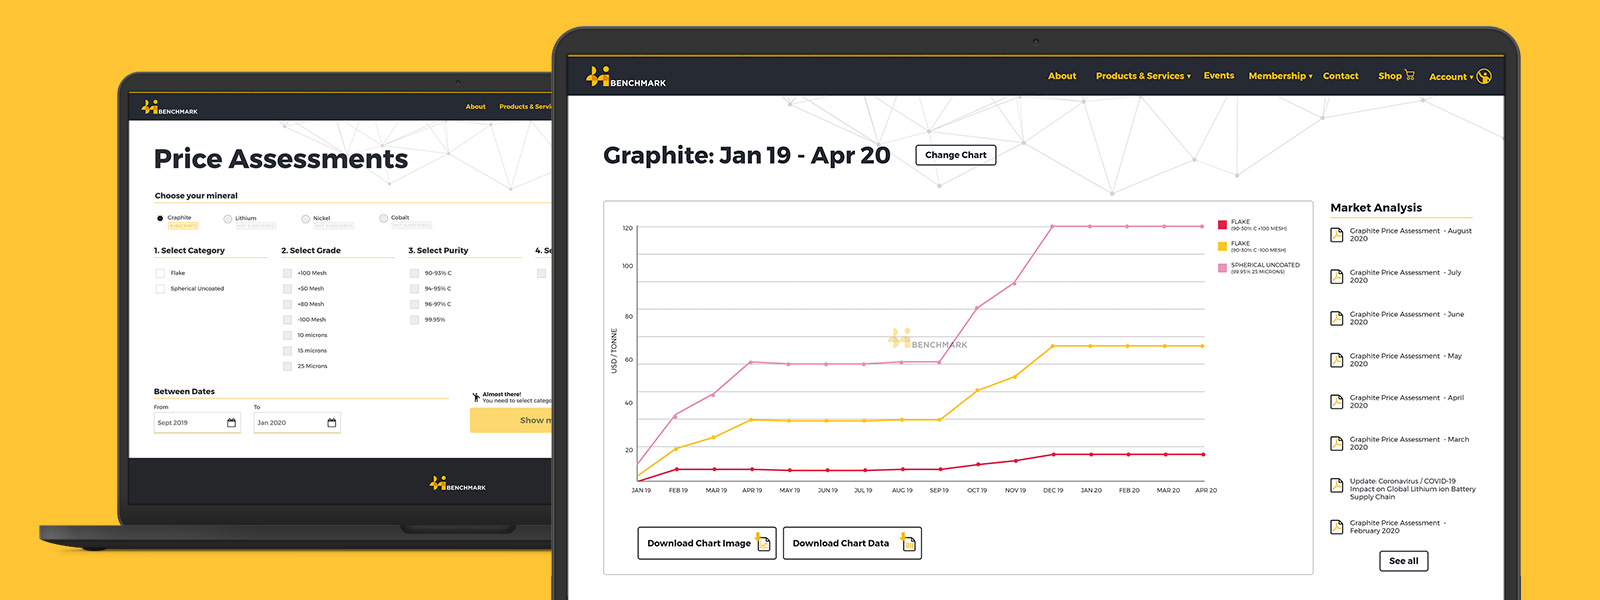 BENCHMARK
About
Products & Servi
Price Assessments
Choose your mineral
Graphite
Lithium
Nickel
Cobalt
1. Select Category
2. Select Grade
3. Select Purity
4. Se
Flake
Spherical Uncoated
+100 Mesh
+50 Mesh
+80 Mesh
-100 Mesh
10 microns
15 microns
25 Microns
90-93% C
94-95% C
96-97% C
99.95%
Between Dates
From
To
Sept 2019
Jan 2020
Almost there!
You need to select catego
Show m
BENCHMARK
BENCHMARK
About
Products & Services
Events
Membership
Contact
Shop
Account
Graphite: Jan 19 - Apr 20
Change Chart
USD / TONNE
120
100
80
60
40
20
JAN 19
FEB 19
MAR 19
APR 19
MAY 19
JUN 19
JUL 19
AUG 19
SEP 19
OCT 19
NOV 19
DEC 19
JAN 20
FEB 20
MAR 20
APR 20
BENCHMARK
FLAKE
(90-30% C +100 MESH)
FLAKE
(90-30% C -100 MESH)
SPHERICAL UNCOATED
(99.95% 25 MICRONS)
Download Chart Image
Download Chart Data
Market Analysis
Graphite Price Assessment - August
2020
Graphite Price Assessment - July
2020
Graphite Price Assessment - June
2020
Graphite Price Assessment - May
2020
Graphite Price Assessment - April
2020
Graphite Price Assessment - March
2020
Update: Coronavirus / COVID-19
Impact on Global Lithium ion Battery
Supply Chain
Graphite Price Assessment -
February 2020
See all